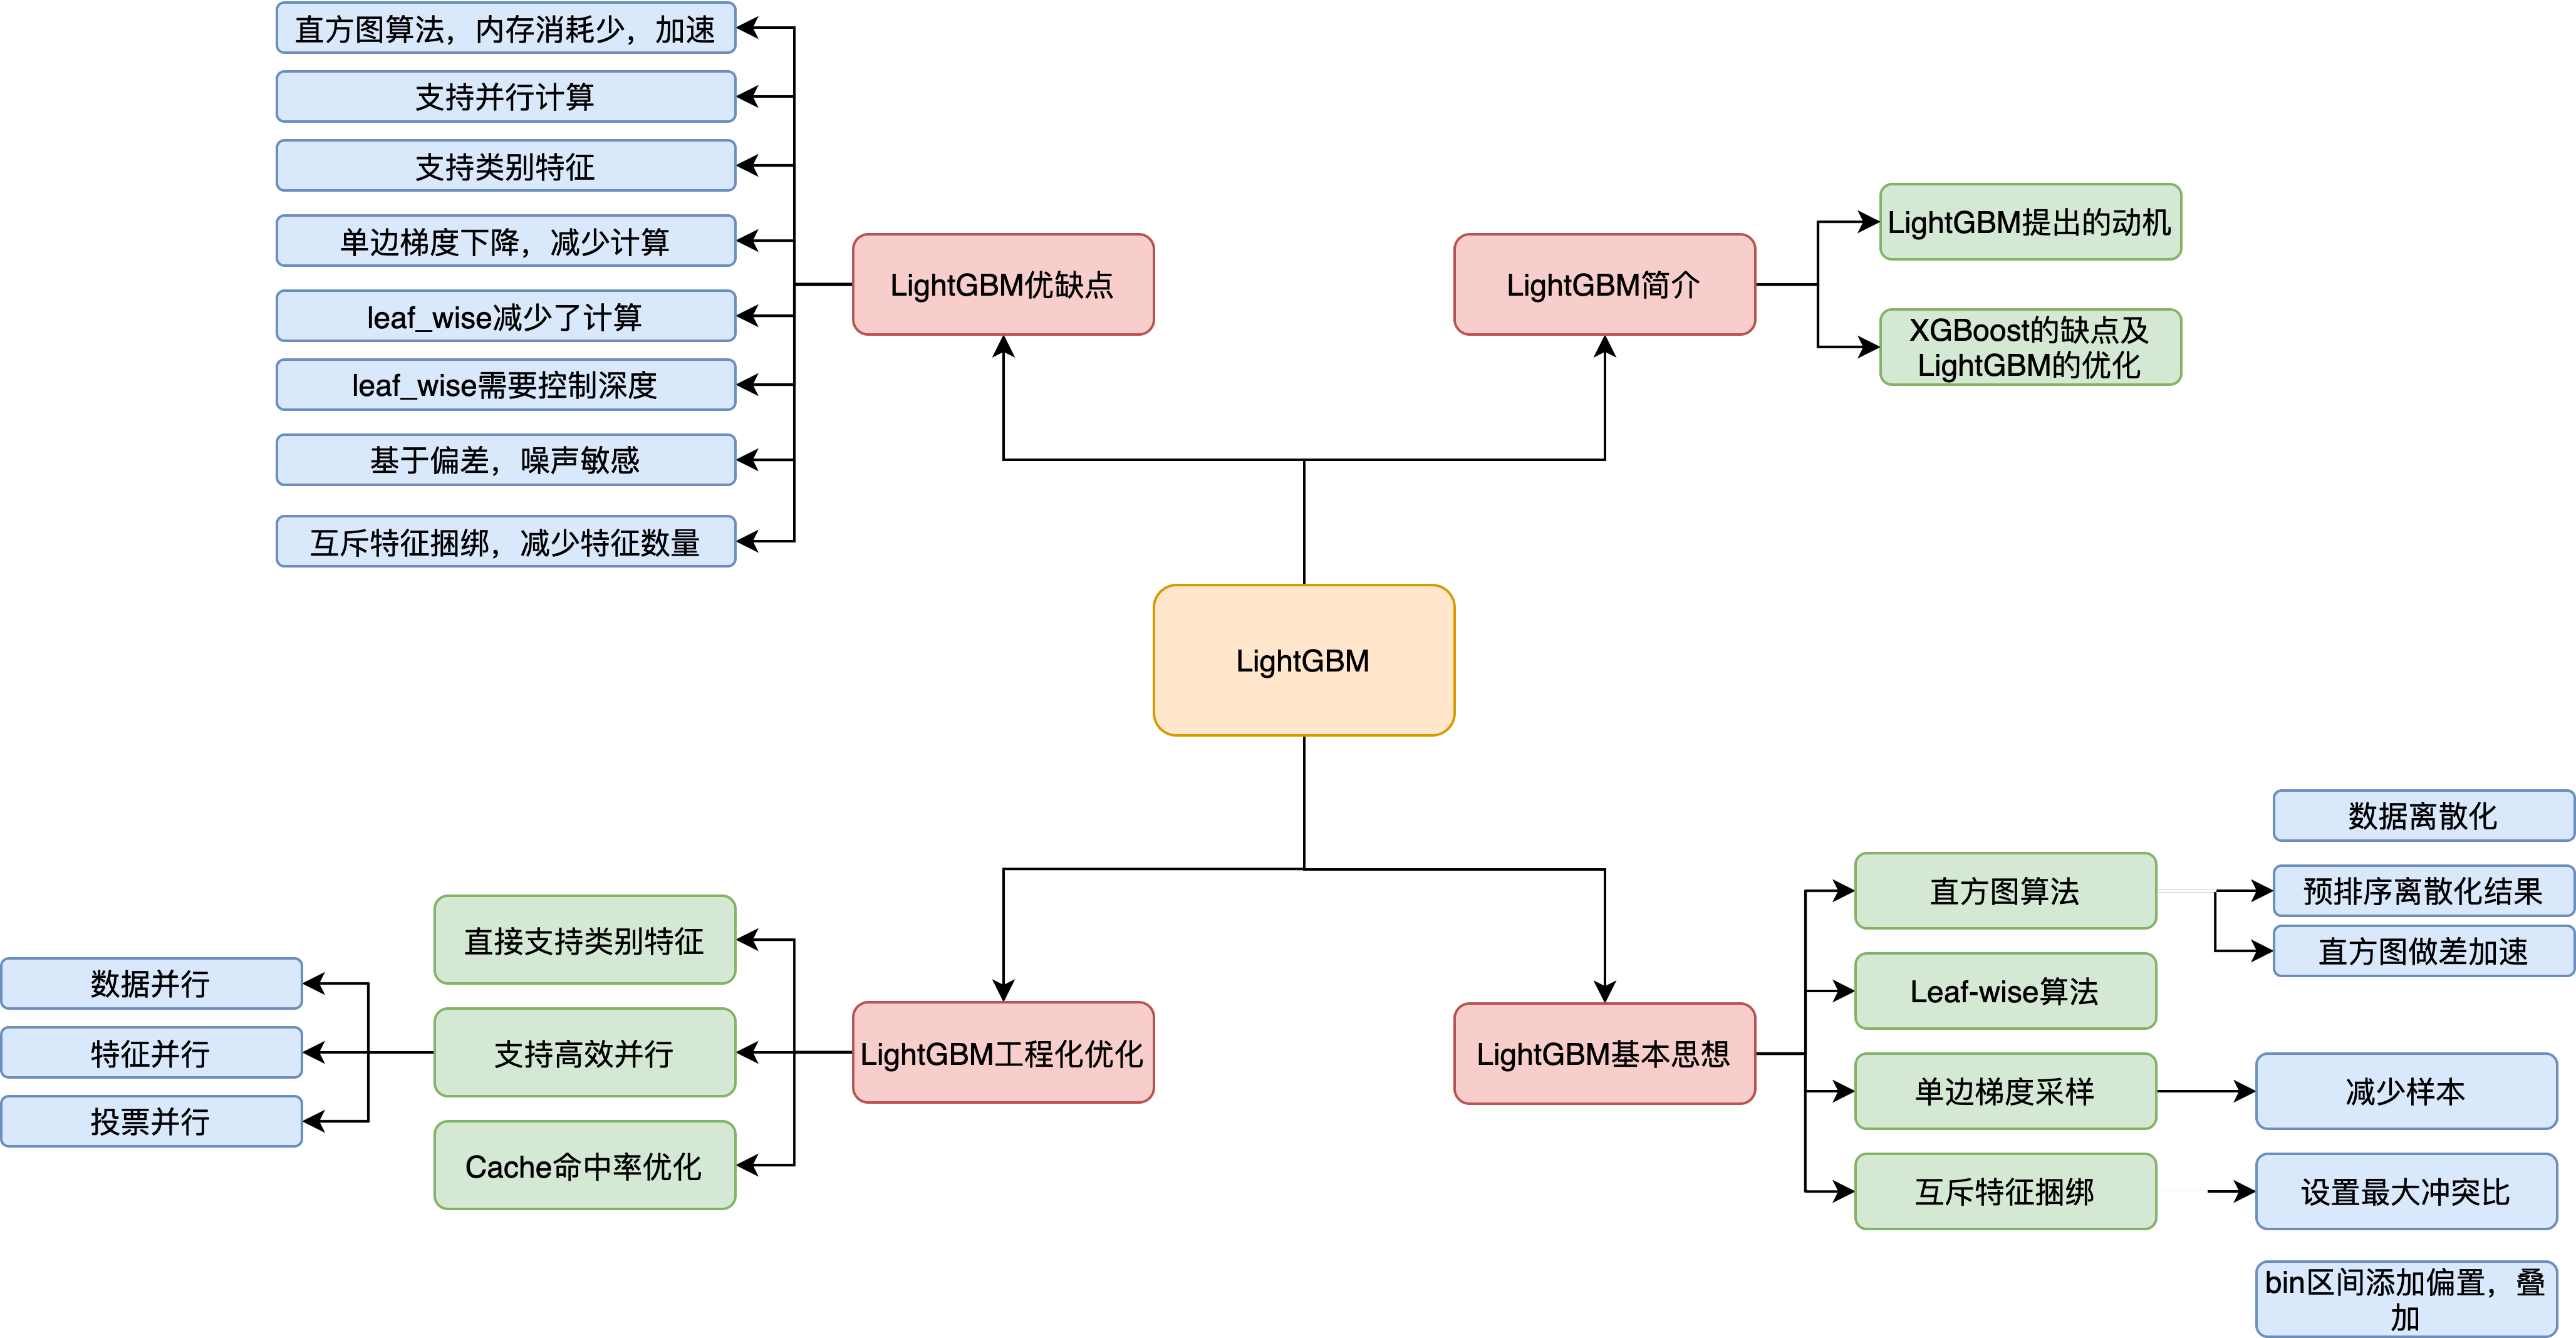 直方图算法，内存消耗少，加速
支持并行计算
支持类别特征
单边梯度下降，减少计算
leaf_wise减少了计算
leaf_wise需要控制深度
基于偏差，噪声敏感
互斥特征捆绑，减少特征数量
LightGBM优缺点
LightGBM简介
LightGBM提出的动机
XGBoost的缺点及
LightGBM的优化
LightGBM
数据并行
特征并行
投票并行
直接支持类别特征
支持高效并行
Cache命中率优化
LightGBM工程化优化
LightGBM基本思想
直方图算法
Leaf-wise算法
单边梯度采样
互斥特征捆绑
数据离散化
预排序离散化结果
直方图做差加速
减少样本
设置最大冲突比
bin区间添加偏置，叠
加